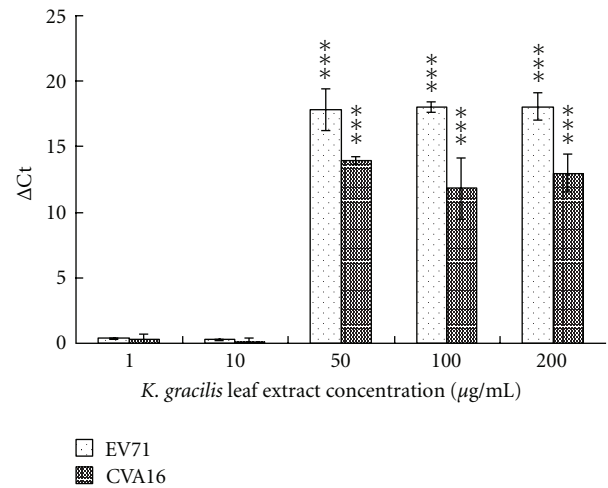 25
20
15
10
5
0
ΔCt
∗∗∗
∗∗∗
∗∗∗
∗∗∗
∗∗∗
∗∗∗
1 10 50 100 200
K. gracilis leaf extract concentration (μg/mL)
EV71
CVA16